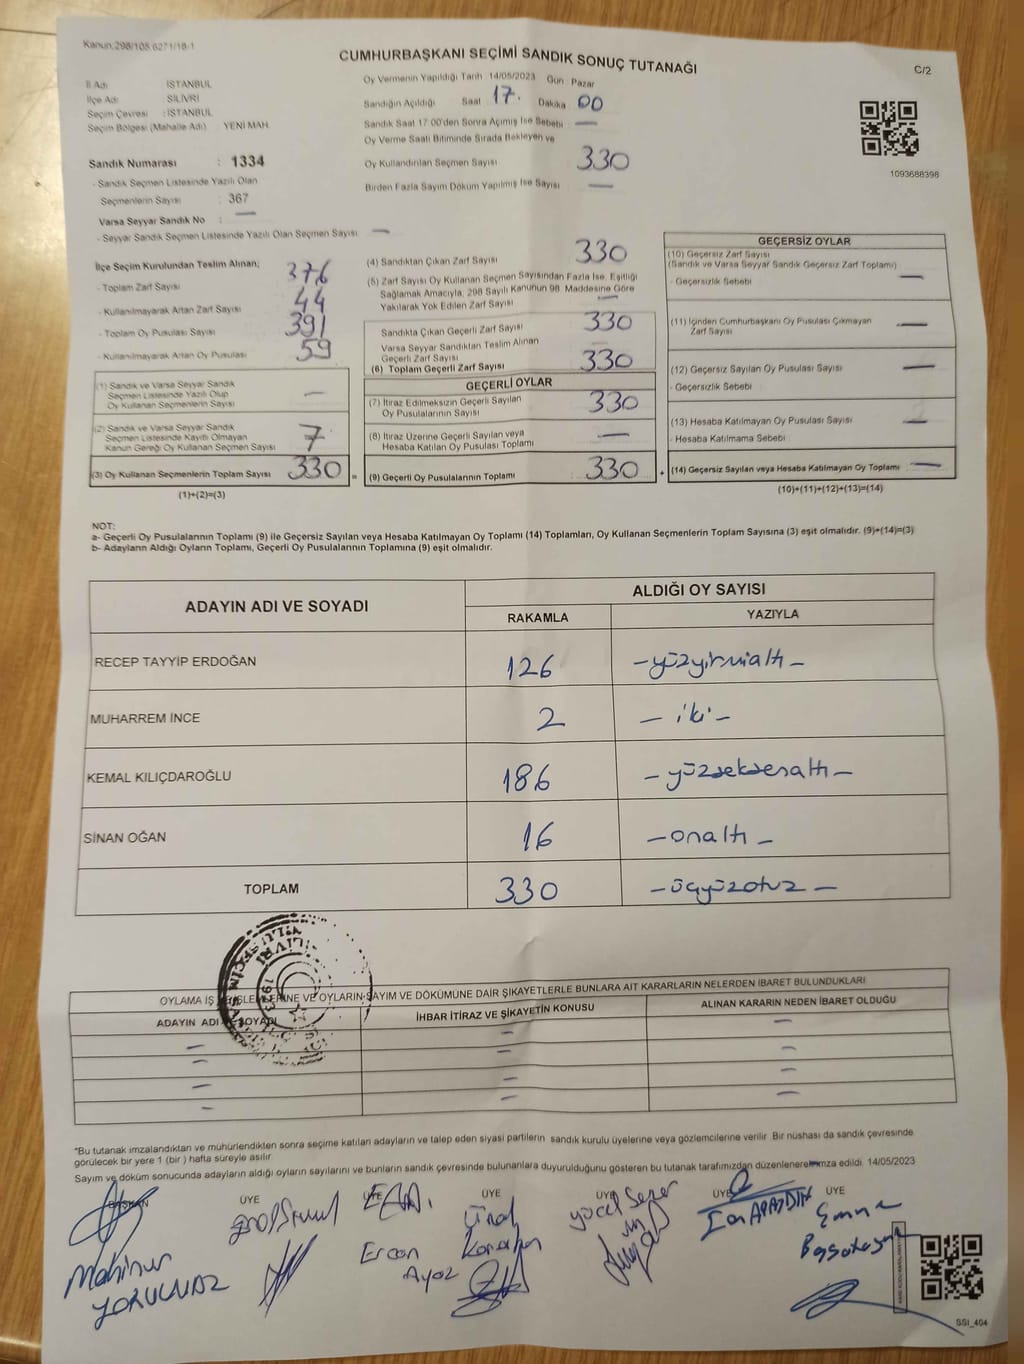 Kanun:298/105.6271/18-1
CUMHURBAŞKANI SEÇİMİ SANDIK SONUÇ TUTANAĞI
C/2
İl Adı İSTANBUL
İlçe Adı SİLİVRİ
Seçim Çevresi : İSTANBUL
Seçim Bölgesi (Mahalle Adı) YENİ MAH.
Sandık Numarası : 1334
- Sandık Seçmen Listesinde Yazılı Olan
Seçmenlerin Sayısı : 367
Varsa Seyyar Sandık No : —
- Seyyar Sandık Seçmen Listesinde Yazılı Olan Seçmen Sayısı —
Oy Vermenin Yapıldığı Tarih 14/05/2023 Gün Pazar
Sandığın Açıldığı Saat 17. Dakika 00
Sandık Saat 17:00'den Sonra Açımış İse Sebebi —
Oy Verme Saati Bitiminde Sırada Bekleyen ve
Oy Kullandırılan Seçmen Sayısı 330
Birden Fazla Sayım Döküm Yapılmış İse Sayısı —
1093688398
İlçe Seçim Kurulundan Teslim Alınan;
- Toplam Zarf Sayısı 376
- Kullanılmayarak Artan Zarf Sayısı 44
- Toplam Oy Pusulası Sayısı 391
- Kullanılmayarak Artan Oy Pusulası 59
(1) Sandık ve Varsa Seyyar Sandık
Seçmen Listesinde Yazılı Olup
Oy Kullanan Seçmenlerin Sayısı —
(2) Sandık ve Varsa Seyyar Sandık
Seçmen Listesinde Kayıtlı Olmayan
Kanun Gereği Oy Kullanan Seçmen Sayısı 7
(3) Oy Kullanan Seçmenlerin Toplam Sayısı 330 =
(1)+(2)=(3)
(4) Sandıktan Çıkan Zarf Sayısı 330
(5) Zarf Sayısı Oy Kullanan Seçmen Sayısından Fazla İse, Eşitliği
Sağlamak Amacıyla, 298 Sayılı Kanunun 98. Maddesine Göre
Yakılarak Yok Edilen Zarf Sayısı —
Sandıkta Çıkan Geçerli Zarf Sayısı 330
Varsa Seyyar Sandıktan Teslim Alınan
Geçerli Zarf Sayısı
(6) Toplam Geçerli Zarf Sayısı 330
GEÇERLİ OYLAR
(7) İtiraz Edilmeksizin Geçerli Sayılan
Oy Pusulalarının Sayısı 330
(8) İtiraz Üzerine Geçerli Sayılan veya
Hesaba Katılan Oy Pusulası Toplamı —
(9) Geçerli Oy Pusulalarının Toplamı 330 +
GEÇERSİZ OYLAR
(10) Geçersiz Zarf Sayısı
(Sandık ve Varsa Seyyar Sandık Geçersiz Zarf Toplamı)
- Geçersizlik Sebebi —
(11) İçinden Cumhurbaşkanı Oy Pusulası Çıkmayan
Zarf Sayısı —
(12) Geçersiz Sayılan Oy Pusulası Sayısı —
- Geçersizlik Sebebi
(13) Hesaba Katılmayan Oy Pusulası Sayısı —
- Hesaba Katılmama Sebebi
(14) Geçersiz Sayılan veya Hesaba Katılmayan Oy Toplamı —
(10)+(11)+(12)+(13)=(14)
NOT:
a- Geçerli Oy Pusulalarının Toplamı (9) ile Geçersiz Sayılan veya Hesaba Katılmayan Oy Toplamı (14) Toplamları, Oy Kullanan Seçmenlerin Toplam Sayısına (3) eşit olmalıdır. (9)+(14)=(3)
b- Adayların Aldığı Oyların Toplamı, Geçerli Oy Pusulalarının Toplamına (9) eşit olmalıdır.
ADAYIN ADI VE SOYADI ALDIĞI OY SAYISI
RAKAMLA YAZIYLA
RECEP TAYYİP ERDOĞAN 126 —yüzyirmialtı—
MUHARREM İNCE 2 — iki —
KEMAL KILIÇDAROĞLU 186 —yüzseksenaltı—
SİNAN OĞAN 16 —onaltı —
TOPLAM 330 —üçyüzotuz —
OYLAMA İŞ VE İŞLEMLERİNE VE OYLARIN SAYIM VE DÖKÜMÜNE DAİR ŞİKAYETLERLE BUNLARA AİT KARARLARIN NELERDEN İBARET BULUNDUKLARI
ADAYIN ADI VE SOYADI İHBAR İTİRAZ VE ŞİKAYETİN KONUSU ALINAN KARARIN NEDEN İBARET OLDUĞU
— — —
— — —
— — —
— — —
*Bu tutanak imzalandıktan ve mühürlendikten sonra seçime katılan adayların ve talep eden siyasi partilerin sandık kurulu üyelerine veya gözlemcilerine verilir. Bir nüshası da sandık çevresinde
görülecek bir yere 1 (bir ) hafta süreyle asılır.
Sayım ve döküm sonucunda adayların aldığı oyların sayılarını ve bunların sandık çevresinde bulunanlara duyurulduğunu gösteren bu tutanak tarafımızdan düzenlenerek imza edildi. 14/05/2023
BAŞKAN ÜYE ÜYE ÜYE ÜYE ÜYE ÜYE
Mahinur
YORULMAZ
Ercan
Ayaz
Ünal
Karahan
Yücel Sezer
Emine
SSI_404